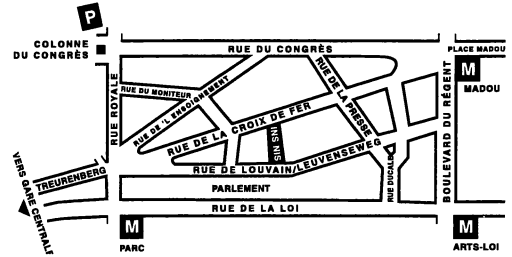 P
COLONNE
DU CONGRÈS
RUE DU CONGRÈS
PLACE MADOU
M
MADOU
RUE ROYALE
RUE DU MONITEUR
RUE DE L'ENSEIGNEMENT
RUE DE LA CROIX DE FER
RUE DE LA PRESSE
BOULEVARD DU RÉGENT
INS NIS
VERS GARE CENTRALE
TREURENBERG
RUE DE LOUVAIN/LEUVENSEWEG
RUE DUCALE
PARLEMENT
RUE DE LA LOI
M
PARC
M
ARTS-LOI